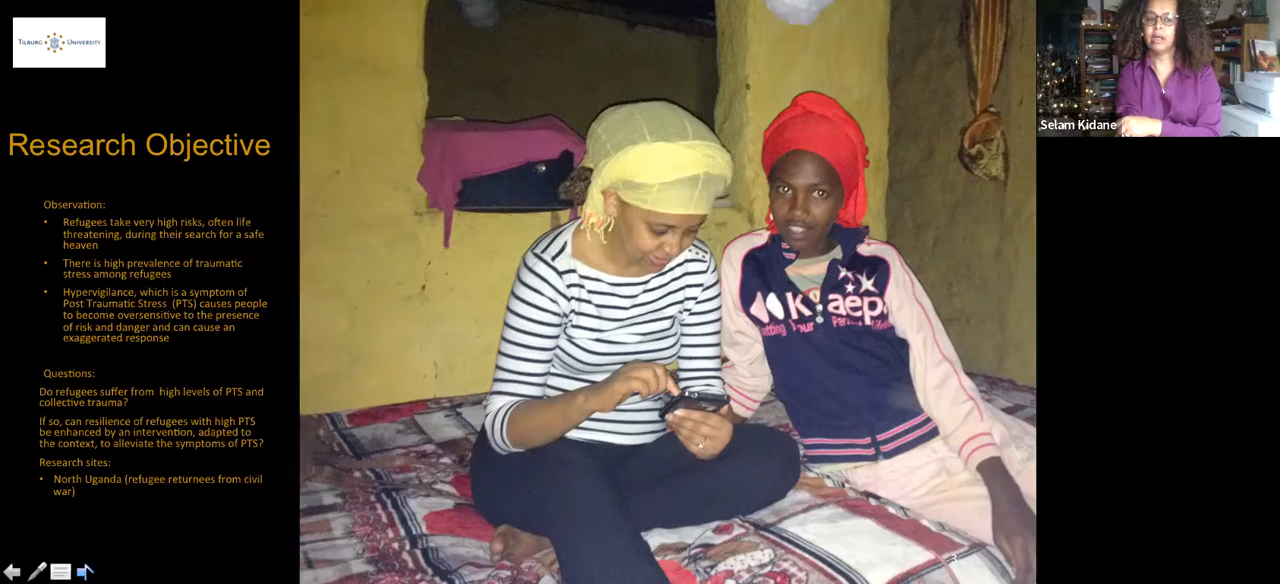 TILBURG UNIVERSITY
Research Objective
Observation:
• Refugees take very high risks, often life
threatening, during their search for a safe
heaven
• There is high prevalence of traumatic
stress among refugees
• Hypervigilance, which is a symptom of
Post Traumatic Stress (PTS) causes people
to become oversensitive to the presence
of risk and danger and can cause an
exaggerated response
Questions:
Do refugees suffer from high levels of PTS and
collective trauma?
If so, can resilience of refugees with high PTS
be enhanced by an intervention, adapted to
the context, to alleviate the symptoms of PTS?
Research sites:
• North Uganda (refugee returnees from civil
war)
Selam Kidane
3